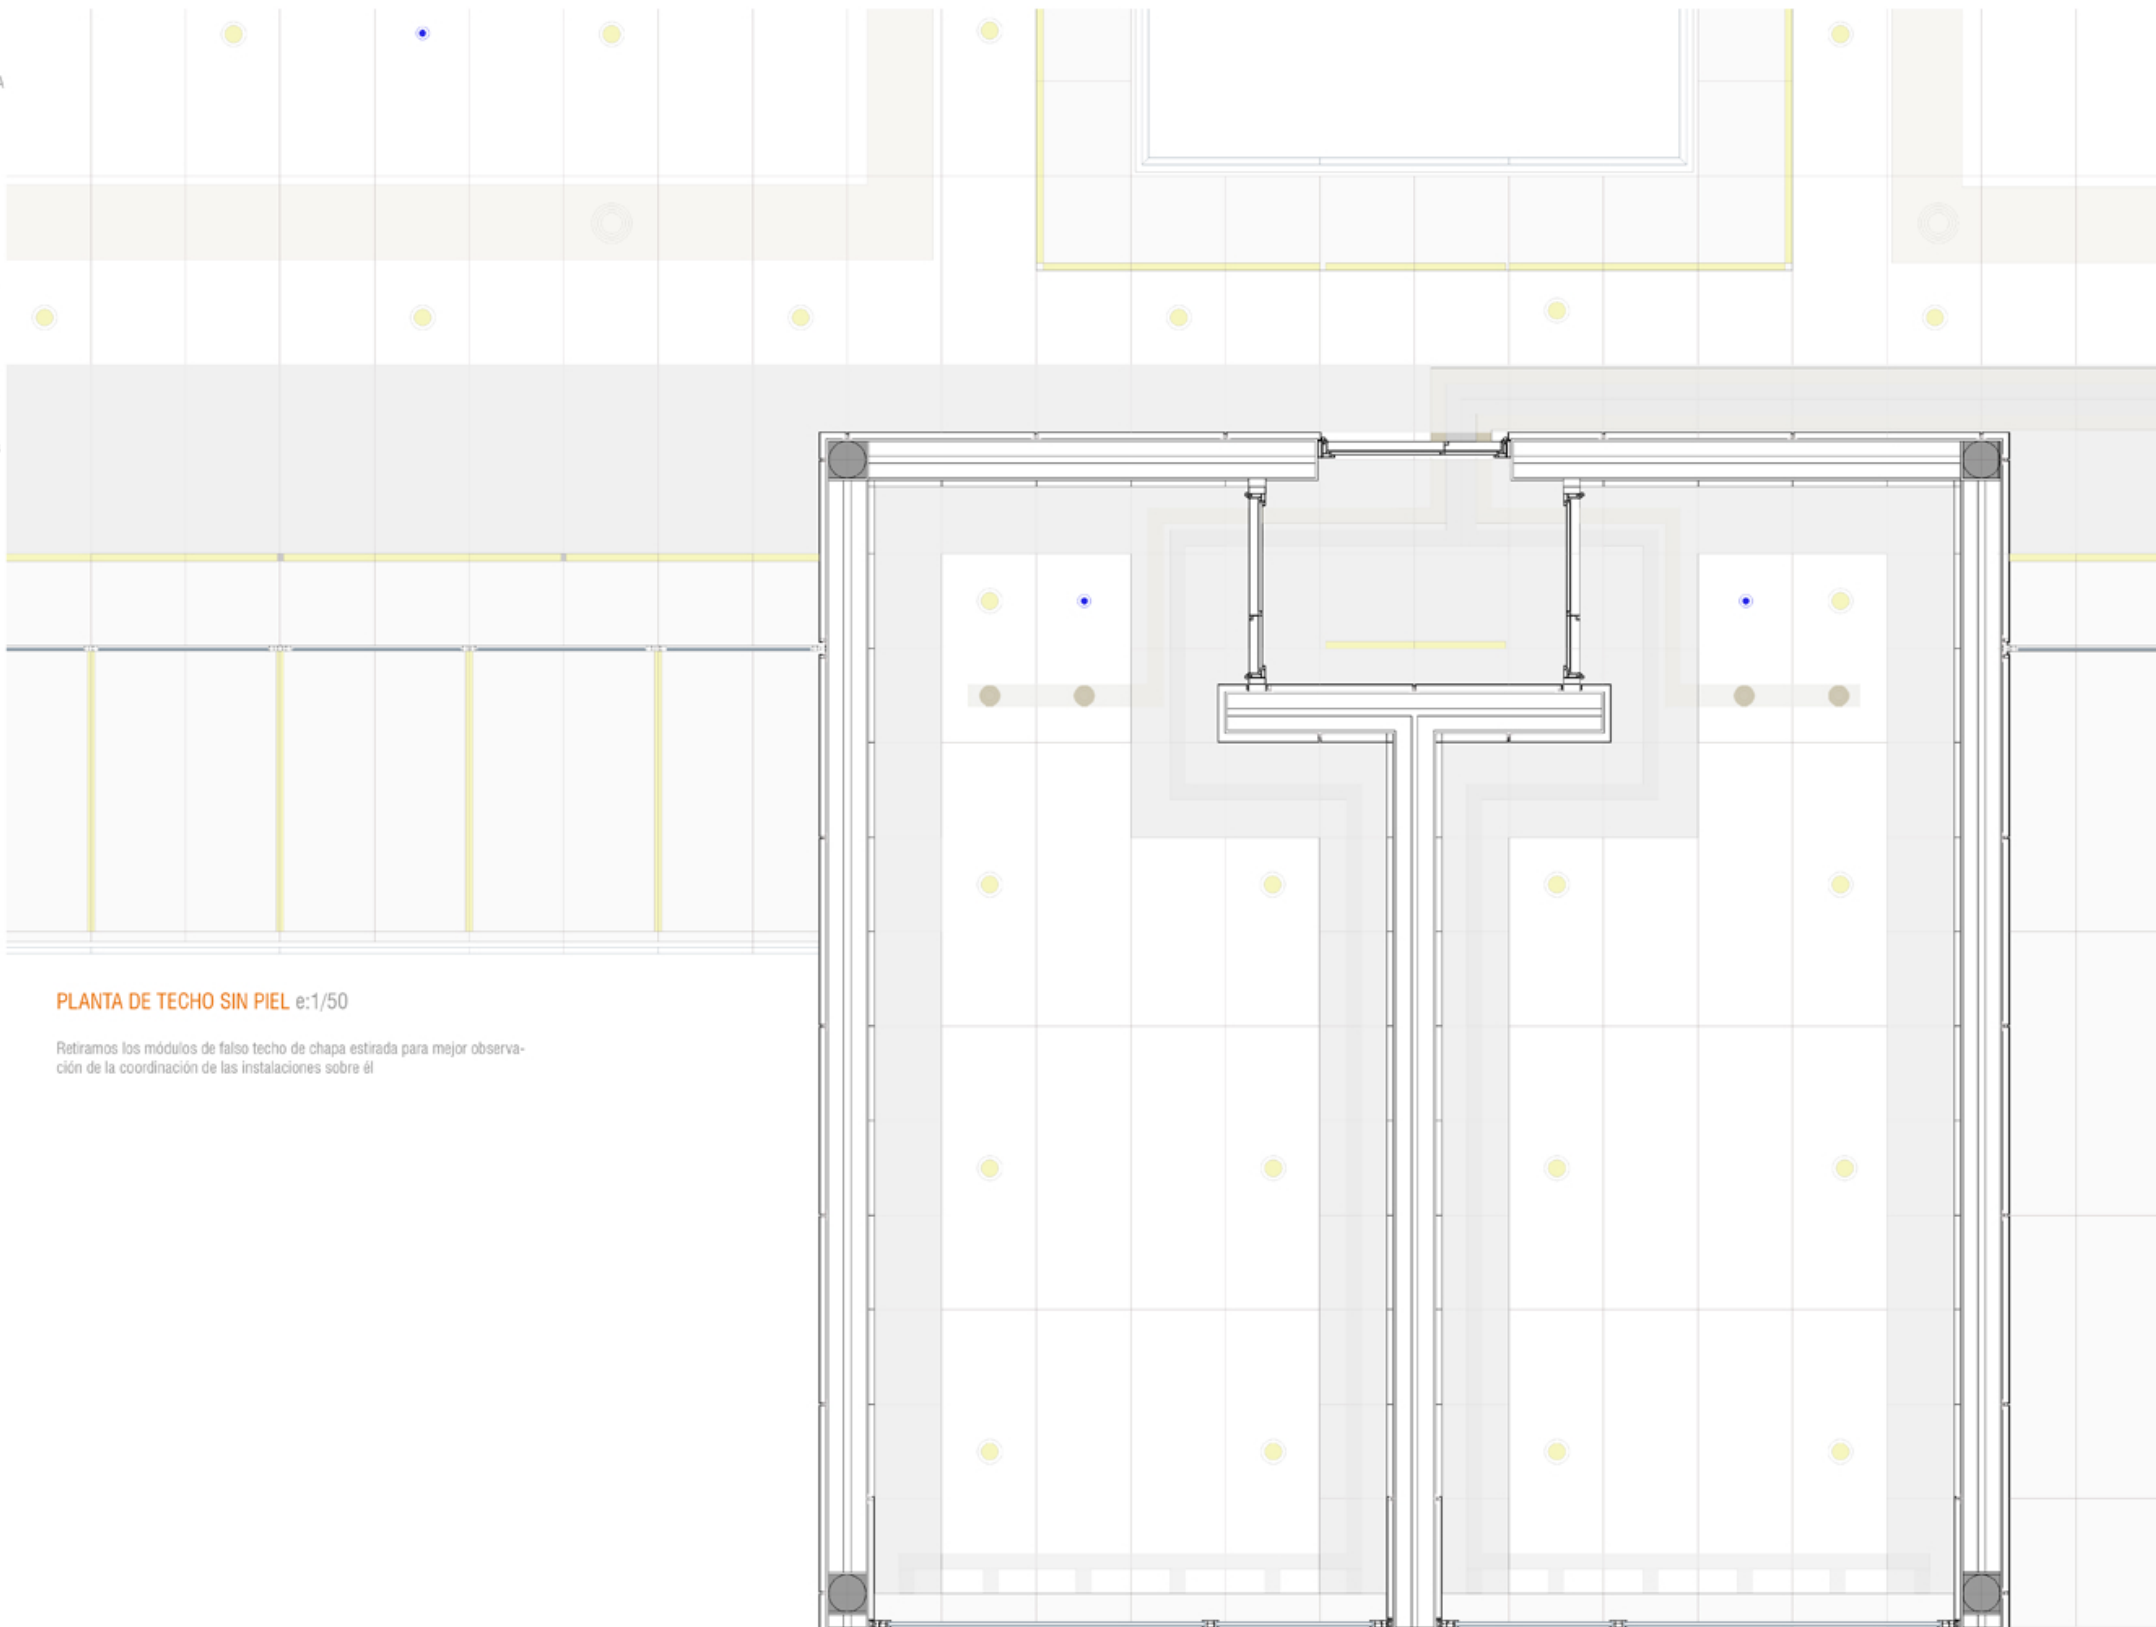 A
PLANTA DE TECHO SIN PIEL e:1/50
Retiramos los módulos de falso techo de chapa estirada para mejor observa-
ción de la coordinación de las instalaciones sobre él